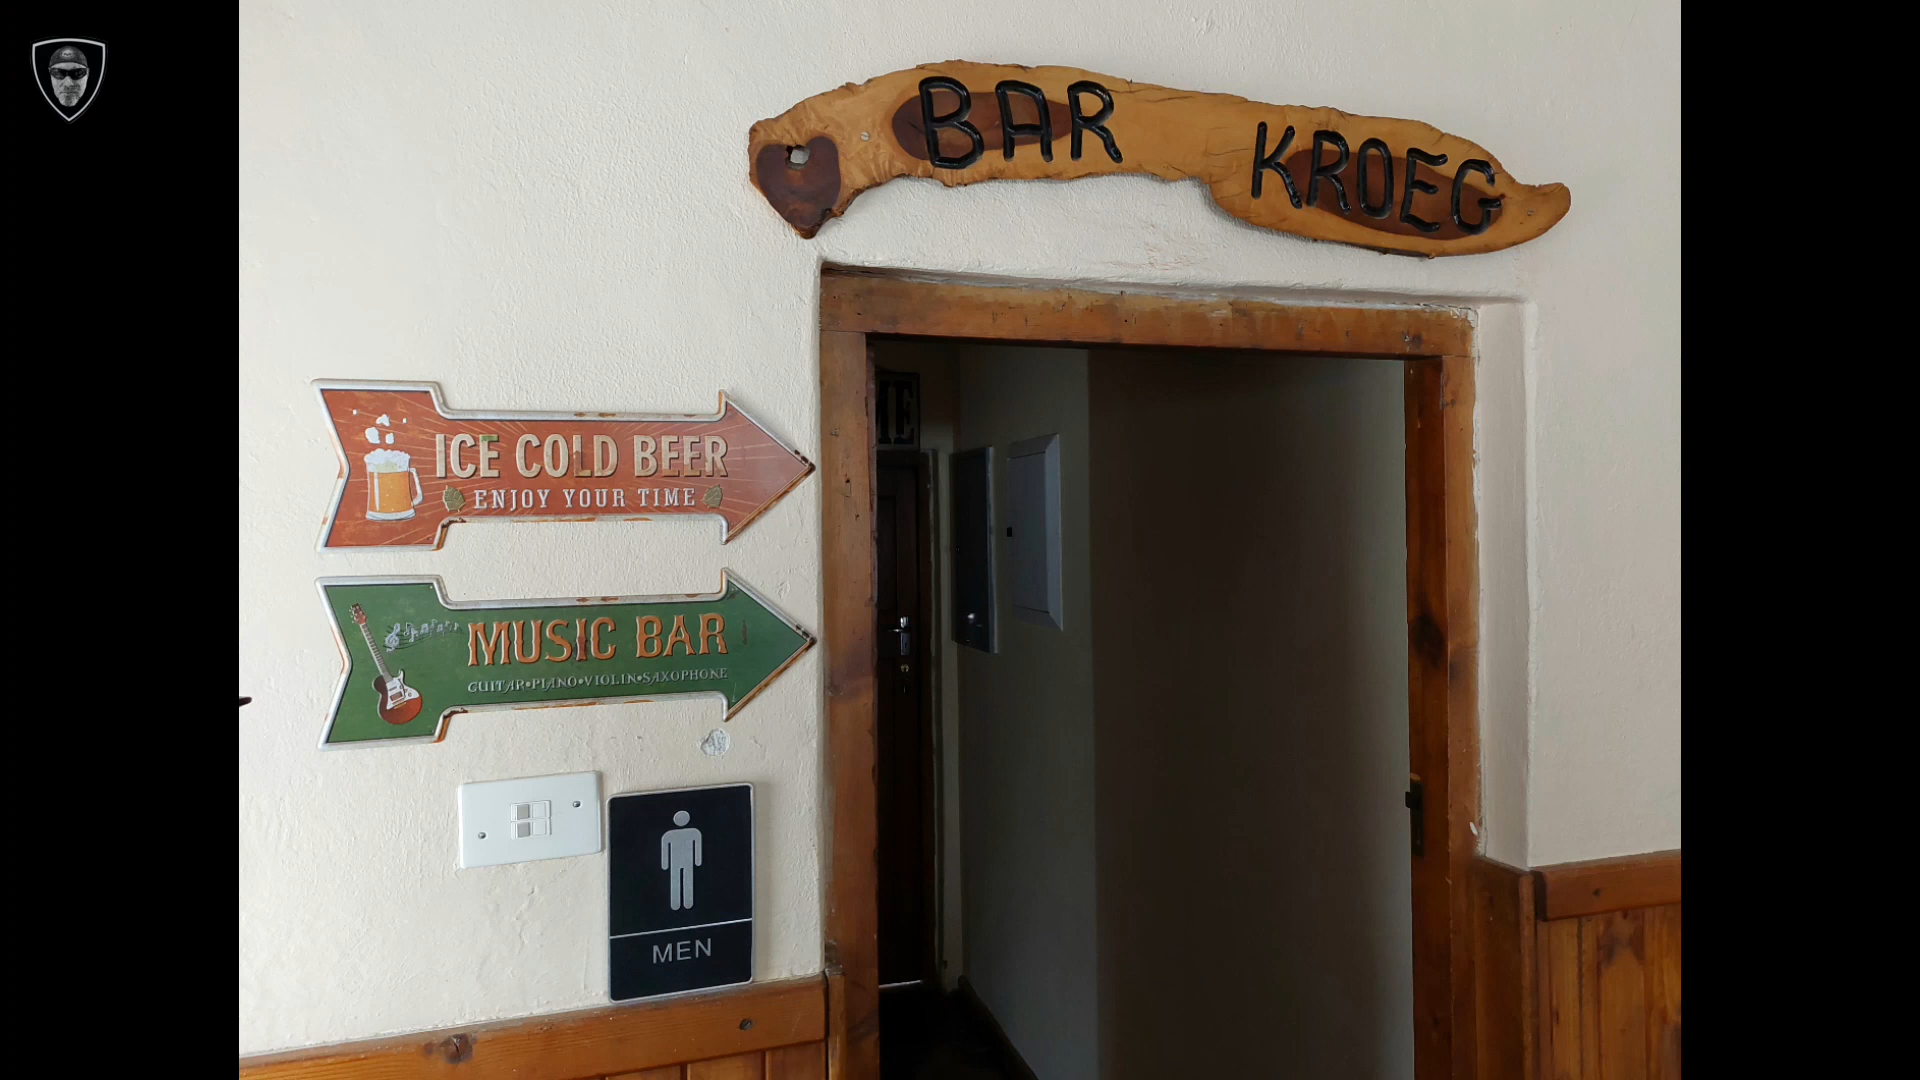 BAR KROEG
ICE COLD BEER
ENJOY YOUR TIME
MUSIC BAR
GUITAR•PIANO•VIOLIN•SAXOPHONE
MEN